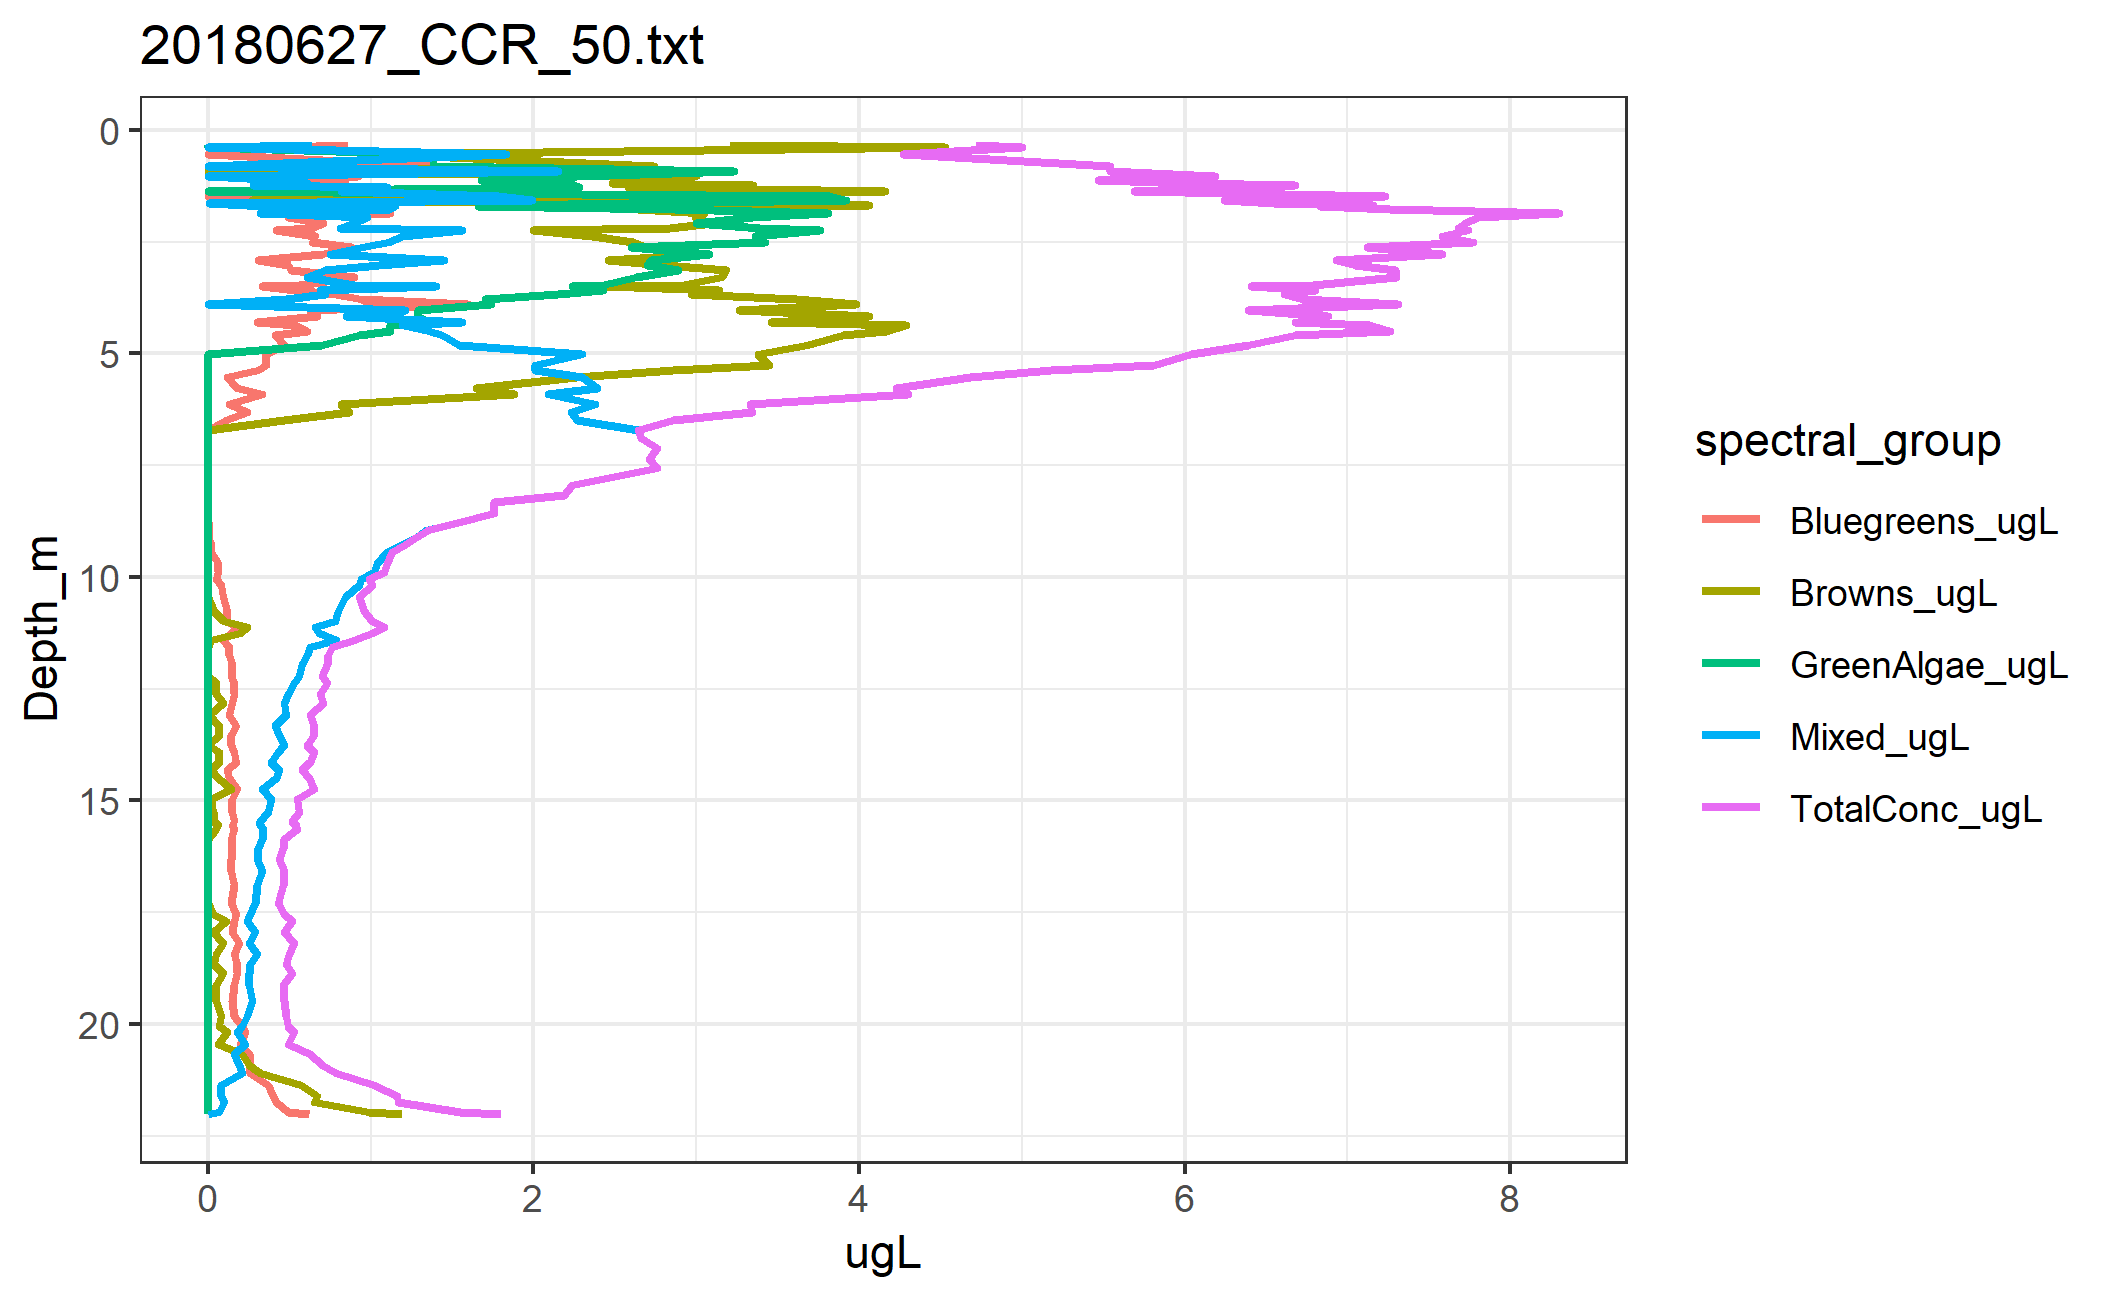 20180627_CCR_50.txt
0
5
10
15
20
Depth_m
0
2
4
6
8
ugL
spectral_group
Bluegreens_ugL
Browns_ugL
GreenAlgae_ugL
Mixed_ugL
TotalConc_ugL